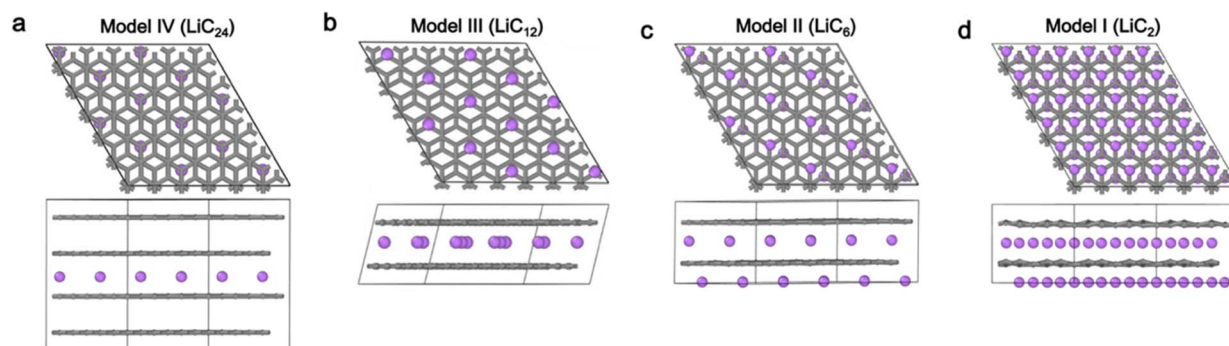 a
Model IV (LiC₂₄)
b
Model III (LiC₁₂)
c
Model II (LiC₆)
d
Model I (LiC₂)